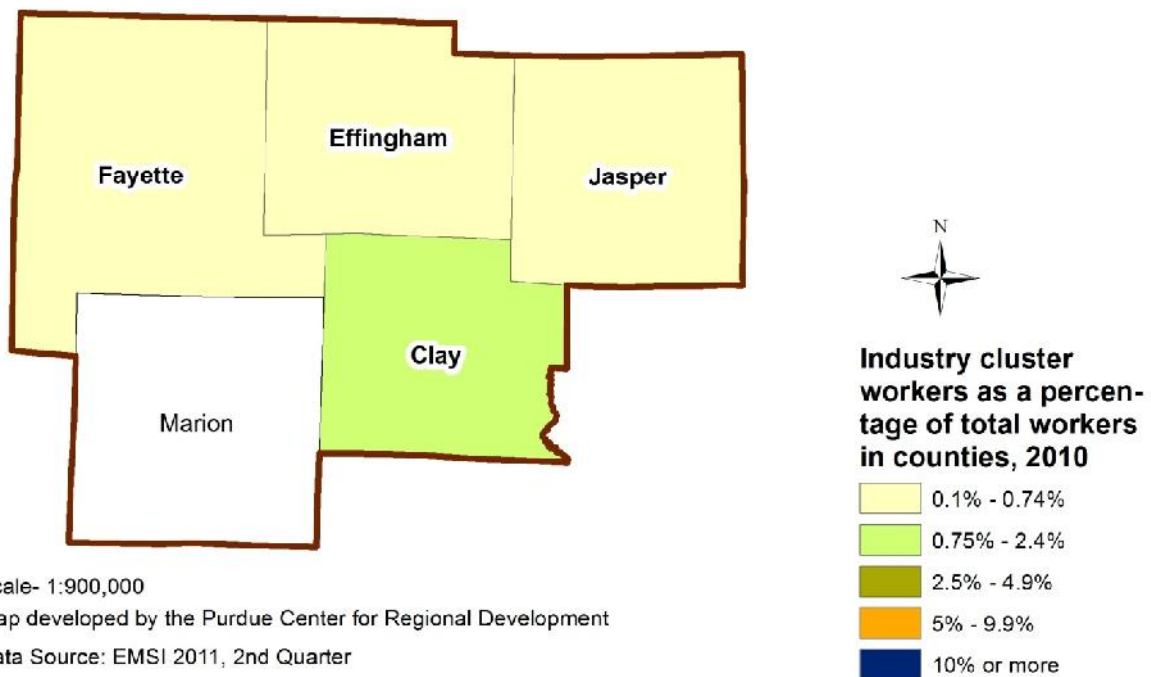 Effingham
Fayette
Jasper
Clay
Marion
N
Industry cluster
workers as a percen-
tage of total workers
in counties, 2010
0.1% - 0.74%
0.75% - 2.4%
2.5% - 4.9%
5% - 9.9%
10% or more
cale- 1:900,000
ap developed by the Purdue Center for Regional Development
ata Source: EMSI 2011, 2nd Quarter